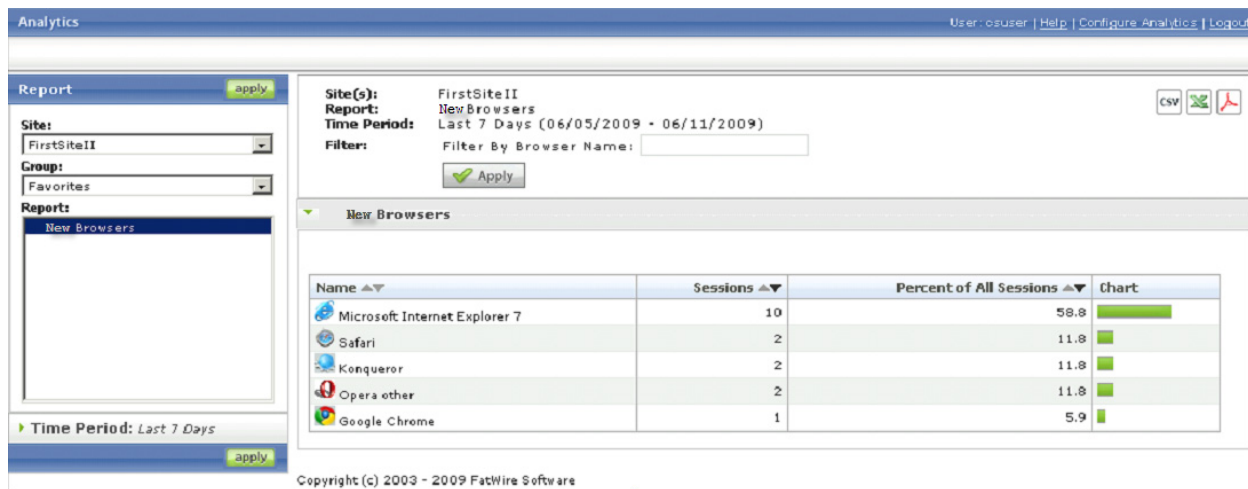 Analytics
User: csuser | Help | Configure Analytics | Logout
Report
apply
Site:
FirstSiteII
Group:
Favorites
Report:
New Browsers
Time Period: Last 7 Days
apply
Site(s): FirstSiteII
Report: New Browsers
Time Period: Last 7 Days (06/05/2009 - 06/11/2009)
Filter: Filter By Browser Name:
Apply
CSV
New Browsers
Name Sessions Percent of All Sessions Chart
Microsoft Internet Explorer 7 10 58.8
Safari 2 11.8
Konqueror 2 11.8
Opera other 2 11.8
Google Chrome 1 5.9
Copyright (c) 2003 - 2009 FatWire Software